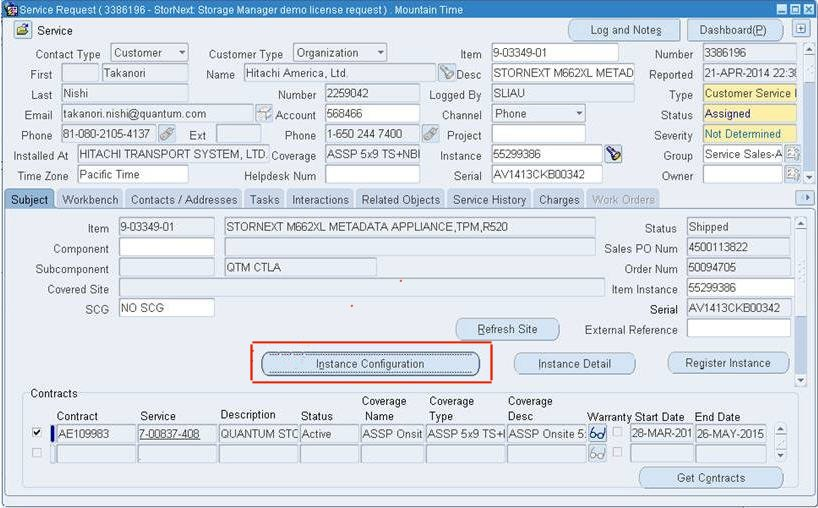 Service Request ( 3386196 - StorNext: Storage Manager demo license request ) . Mountain Time
Service Log and Notes Dashboard(P)
Contact Type Customer Customer Type Organization Item 9-03349-01 Number 3386196
First Takanori Name Hitachi America, Ltd. Desc STORNEXT M662XL METAD Reported 21-APR-2014 22:38
Last Nishi Number 2259042 Logged By SLIAU Type Customer Service I
Email takanori.nishi@quantum.com Account 568466 Channel Phone Status Assigned
Phone 81-080-2105-4137 Ext Phone 1-650 244 7400 Project Severity Not Determined
Installed At HITACHI TRANSPORT SYSTEM, LTD. Coverage ASSP 5x9 TS+NBI Instance 55299386 Group Service Sales-A
Time Zone Pacific Time Helpdesk Num Serial AV1413CKB00342 Owner
Subject Workbench Contacts / Addresses Tasks Interactions Related Objects Service History Charges Work Orders
Item 9-03349-01 STORNEXT M662XL METADATA APPLIANCE,TPM,R520 Status Shipped
Component Sales PO Num 4500113822
Subcomponent QTM CTLA Order Num 50094705
Covered Site Item Instance 55299386
SCG NO SCG Serial AV1413CKB00342
Refresh Site External Reference
Instance Configuration Instance Detail Register Instance
Contracts
Contract Service Description Status Coverage Name Coverage Type Coverage Desc Warranty Start Date End Date
AE109983 7-00837-408 QUANTUM STO Active ASSP Onsit ASSP 5x9 TS+I ASSP Onsite 5: 28-MAR-201 26-MAY-2015
Get Contracts